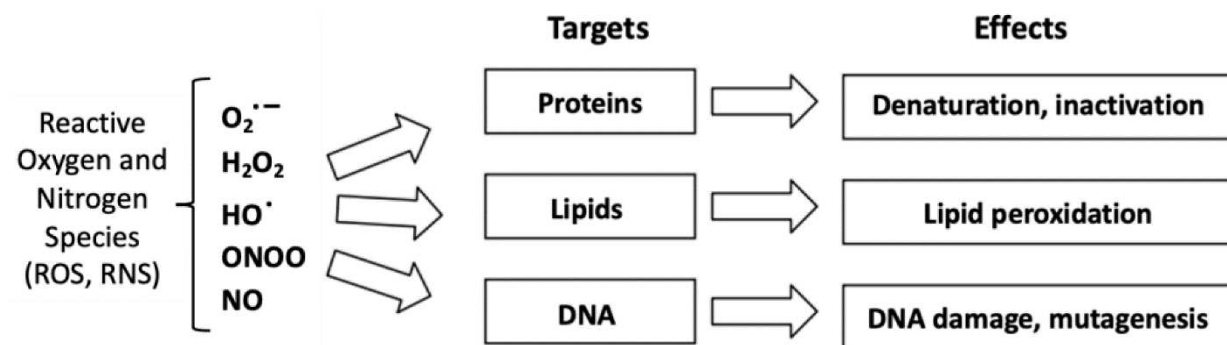 Targets
Effects
Reactive
Oxygen and
Nitrogen
Species
(ROS, RNS)
O₂˙⁻
H₂O₂
HO˙
ONOO
NO
Proteins
Denaturation, inactivation
Lipids
Lipid peroxidation
DNA
DNA damage, mutagenesis